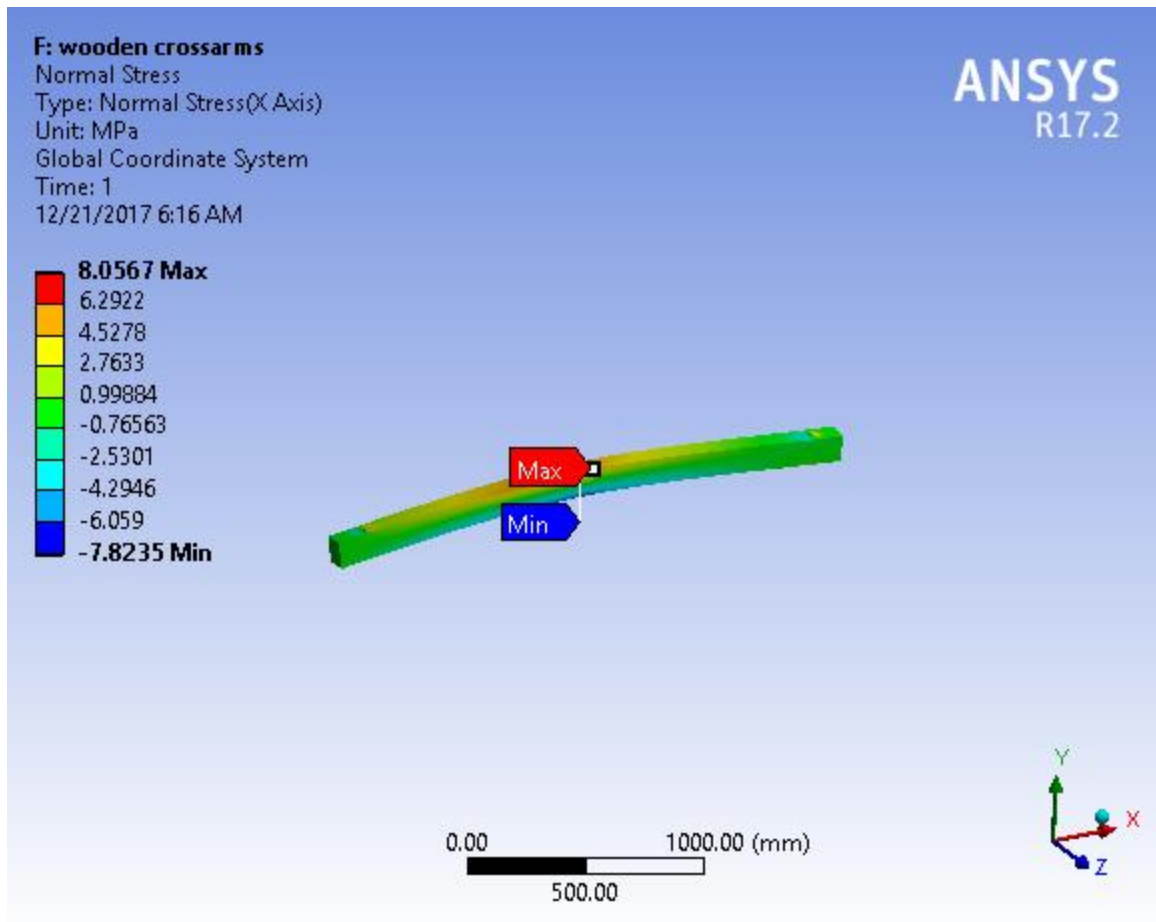 F: wooden crossarms
Normal Stress
Type: Normal Stress(X Axis)
Unit: MPa
Global Coordinate System
Time: 1
12/21/2017 6:16 AM
ANSYS
R17.2
8.0567 Max
6.2922
4.5278
2.7633
0.99884
-0.76563
-2.5301
-4.2946
-6.059
-7.8235 Min
Max
Min
Y
X
Z
0.00
1000.00 (mm)
500.00